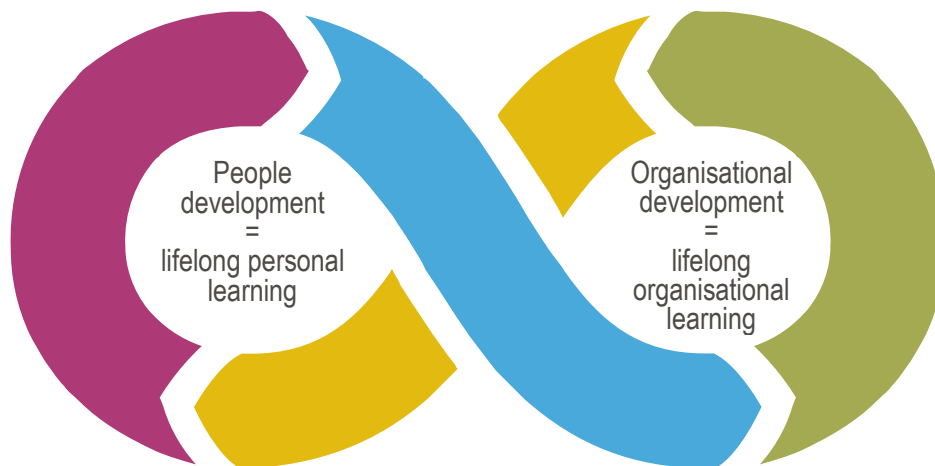 People
development
=
lifelong personal
learning
Organisational
development
=
lifelong
organisational
learning